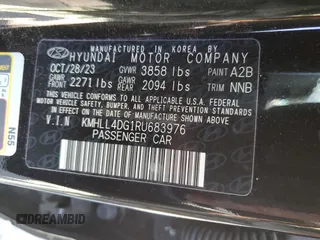 MANUFACTURED IN KOREA BY
HYUNDAI MOTOR COMPANY
OCT/28/23 GVWR 3858 lbs PAINT A2B
GAWR FRONT 2271 lbs GAWR REAR 2094 lbs TRIM NNB
THIS VEHICLE CONFORMS TO ALL APPLICABLE
FEDERAL MOTOR VEHICLE SAFETY, BUMPER, AND
THEFT PREVENTION STANDARDS IN EFFECT ON
THE DATE OF MANUFACTURE SHOWN ABOVE.
V.I.N KMHLL4DG1RU683976
PASSENGER CAR
N55
DREAMBID